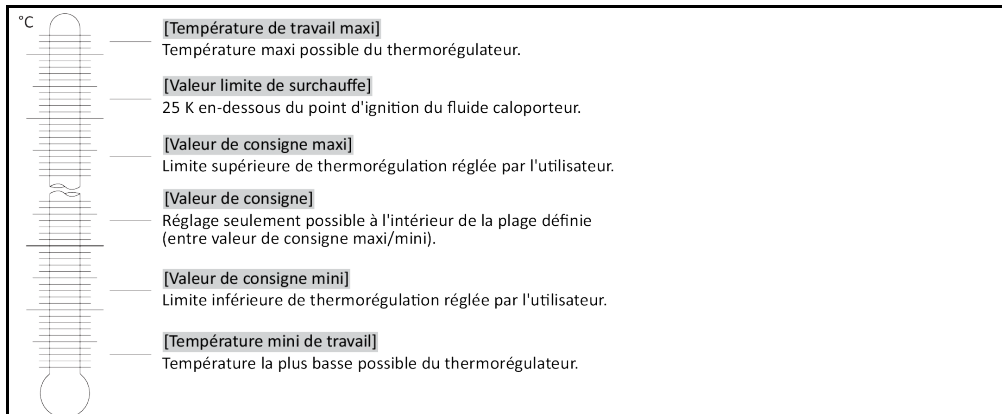 °C
[Température de travail maxi]
Température maxi possible du thermorégulateur.
[Valeur limite de surchauffe]
25 K en-dessous du point d'ignition du fluide caloporteur.
[Valeur de consigne maxi]
Limite supérieure de thermorégulation réglée par l'utilisateur.
[Valeur de consigne]
Réglage seulement possible à l'intérieur de la plage définie
(entre valeur de consigne maxi/mini).
[Valeur de consigne mini]
Limite inférieure de thermorégulation réglée par l'utilisateur.
[Température mini de travail]
Température la plus basse possible du thermorégulateur.